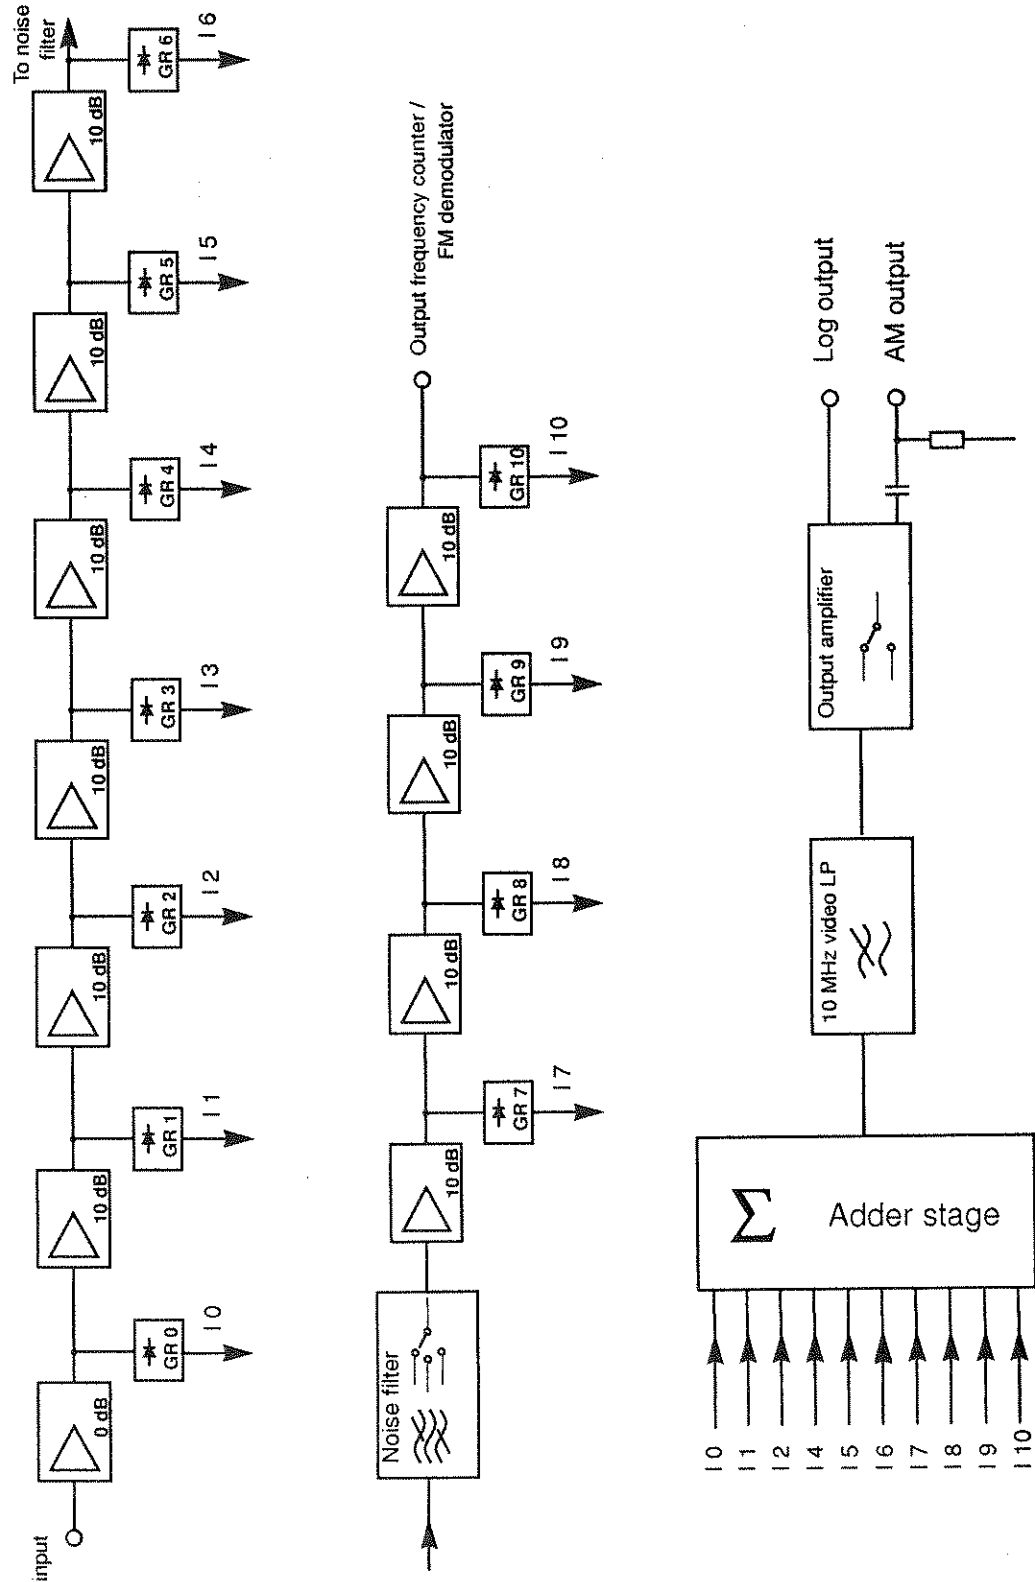 input
0 dB
10 dB
10 dB
10 dB
10 dB
10 dB
10 dB
To noise
filter
GR 0
GR 1
GR 2
GR 3
GR 4
GR 5
GR 6
I 0
I 1
I 2
I 3
I 4
I 5
I 6
Noise filter
10 dB
10 dB
10 dB
10 dB
Output frequency counter /
FM demodulator
GR 7
GR 8
GR 9
GR 10
I 7
I 8
I 9
I 10
I 0
I 1
I 2
I 4
I 5
I 6
I 7
I 8
I 9
I 10
Σ
Adder stage
10 MHz video LP
Output amplifier
Log output
AM output